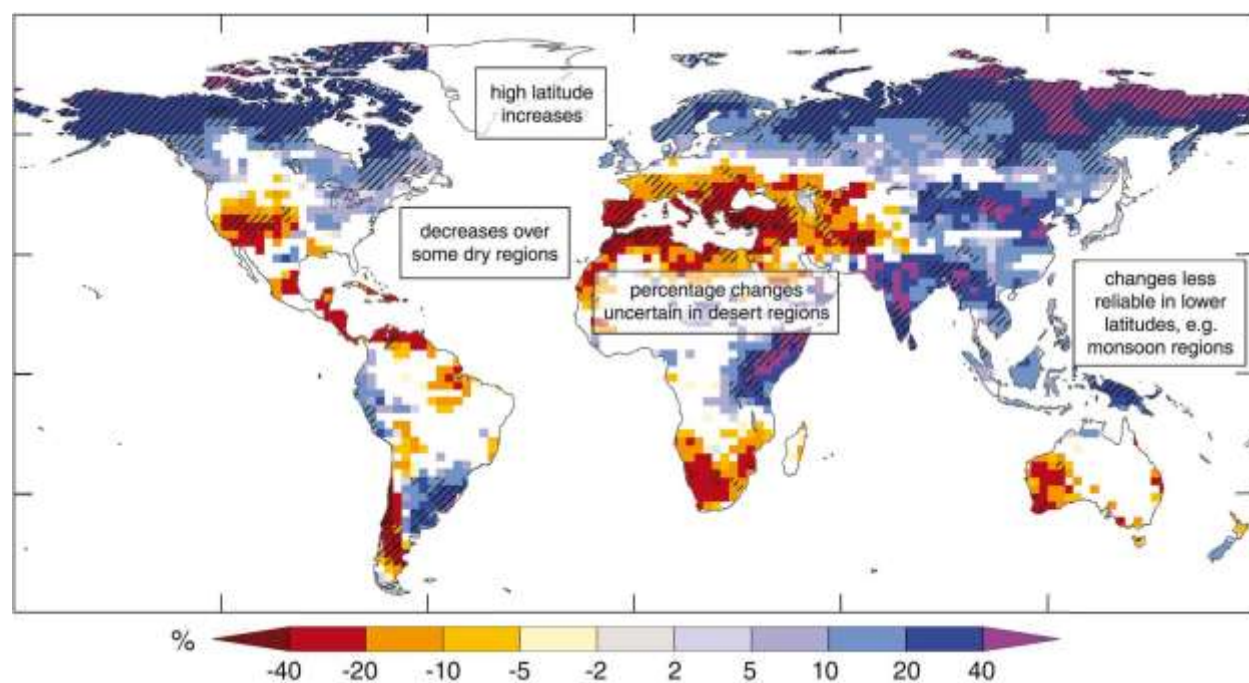 high latitude
increases
decreases over
some dry regions
percentage changes
uncertain in desert regions
changes less
reliable in lower
latitudes, e.g.
monsoon regions
% -40 -20 -10 -5 -2 2 5 10 20 40